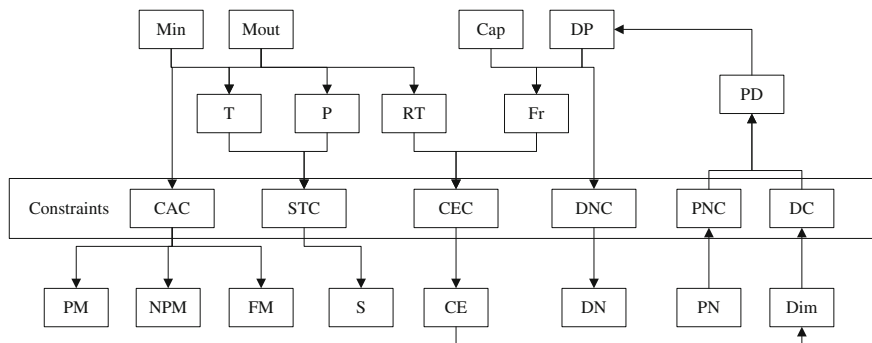 Min Mout Cap DP
PD
T P RT Fr
Constraints CAC STC CEC DNC PNC DC
PM NPM FM S CE DN PN Dim